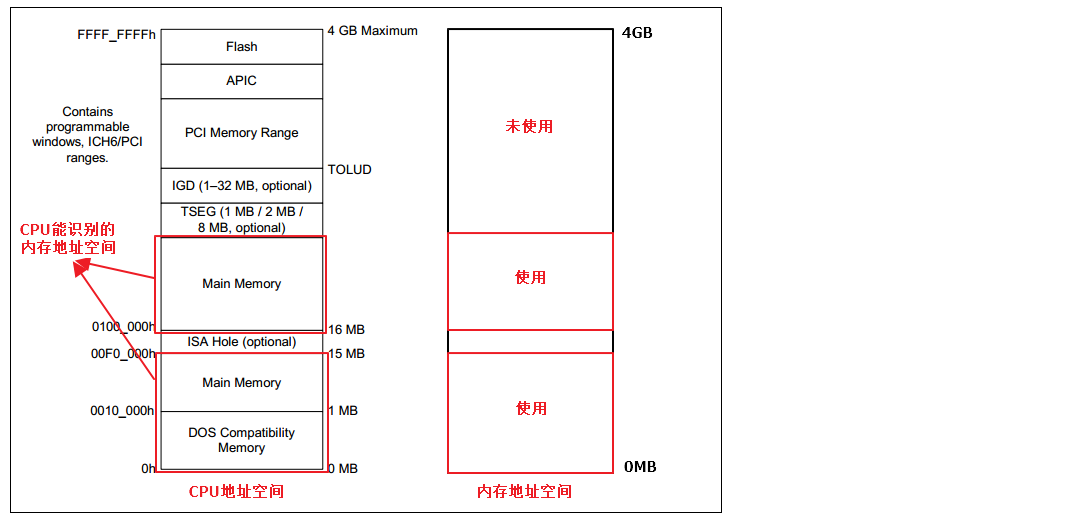 FFFF_FFFFh
4 GB Maximum
Flash
APIC
Contains
programmable
windows, ICH6/PCI
ranges.
PCI Memory Range
TOLUD
IGD (1–32 MB, optional)
TSEG (1 MB / 2 MB /
8 MB, optional)
CPU能识别的
内存地址空间
Main Memory
0100_000h
16 MB
ISA Hole (optional)
00F0_000h
15 MB
Main Memory
0010_000h
1 MB
DOS Compatibility
Memory
0h
0 MB
CPU地址空间
4GB
未使用
使用
使用
0MB
内存地址空间